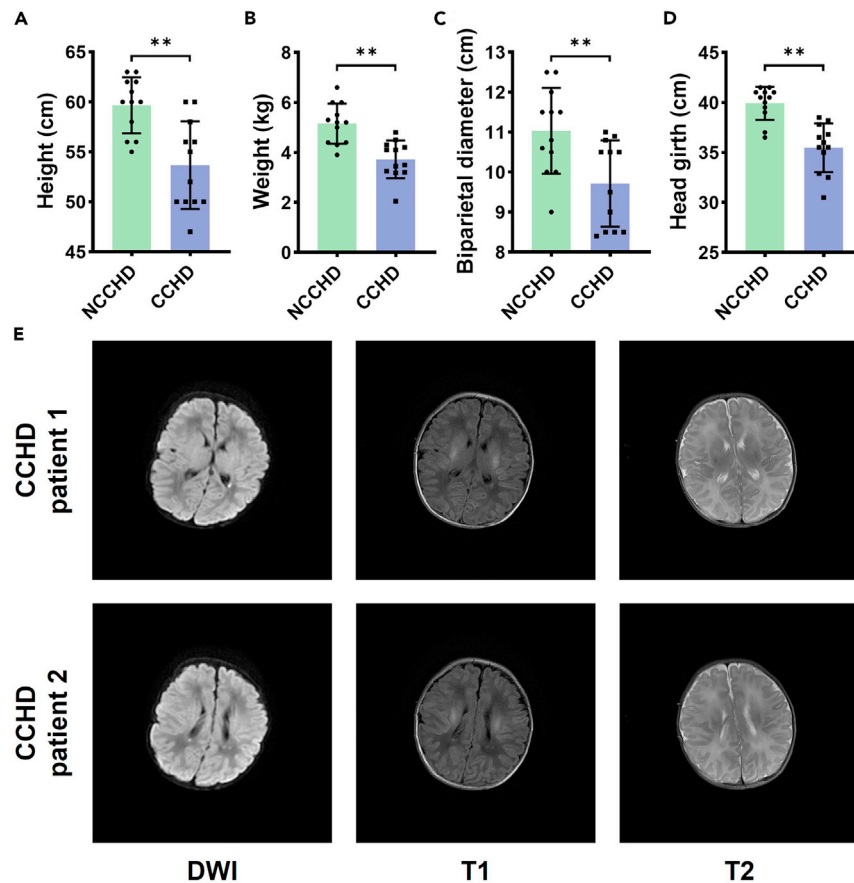 A
Height (cm)
65
60
55
50
45
**
NCCHD
CCHD
B
Weight (kg)
8
6
4
2
0
**
NCCHD
CCHD
C
Biparietal diameter (cm)
13
12
11
10
9
8
**
NCCHD
CCHD
D
Head girth (cm)
45
40
35
30
25
**
NCCHD
CCHD
E
CCHD
patient 1
CCHD
patient 2
DWI
T1
T2